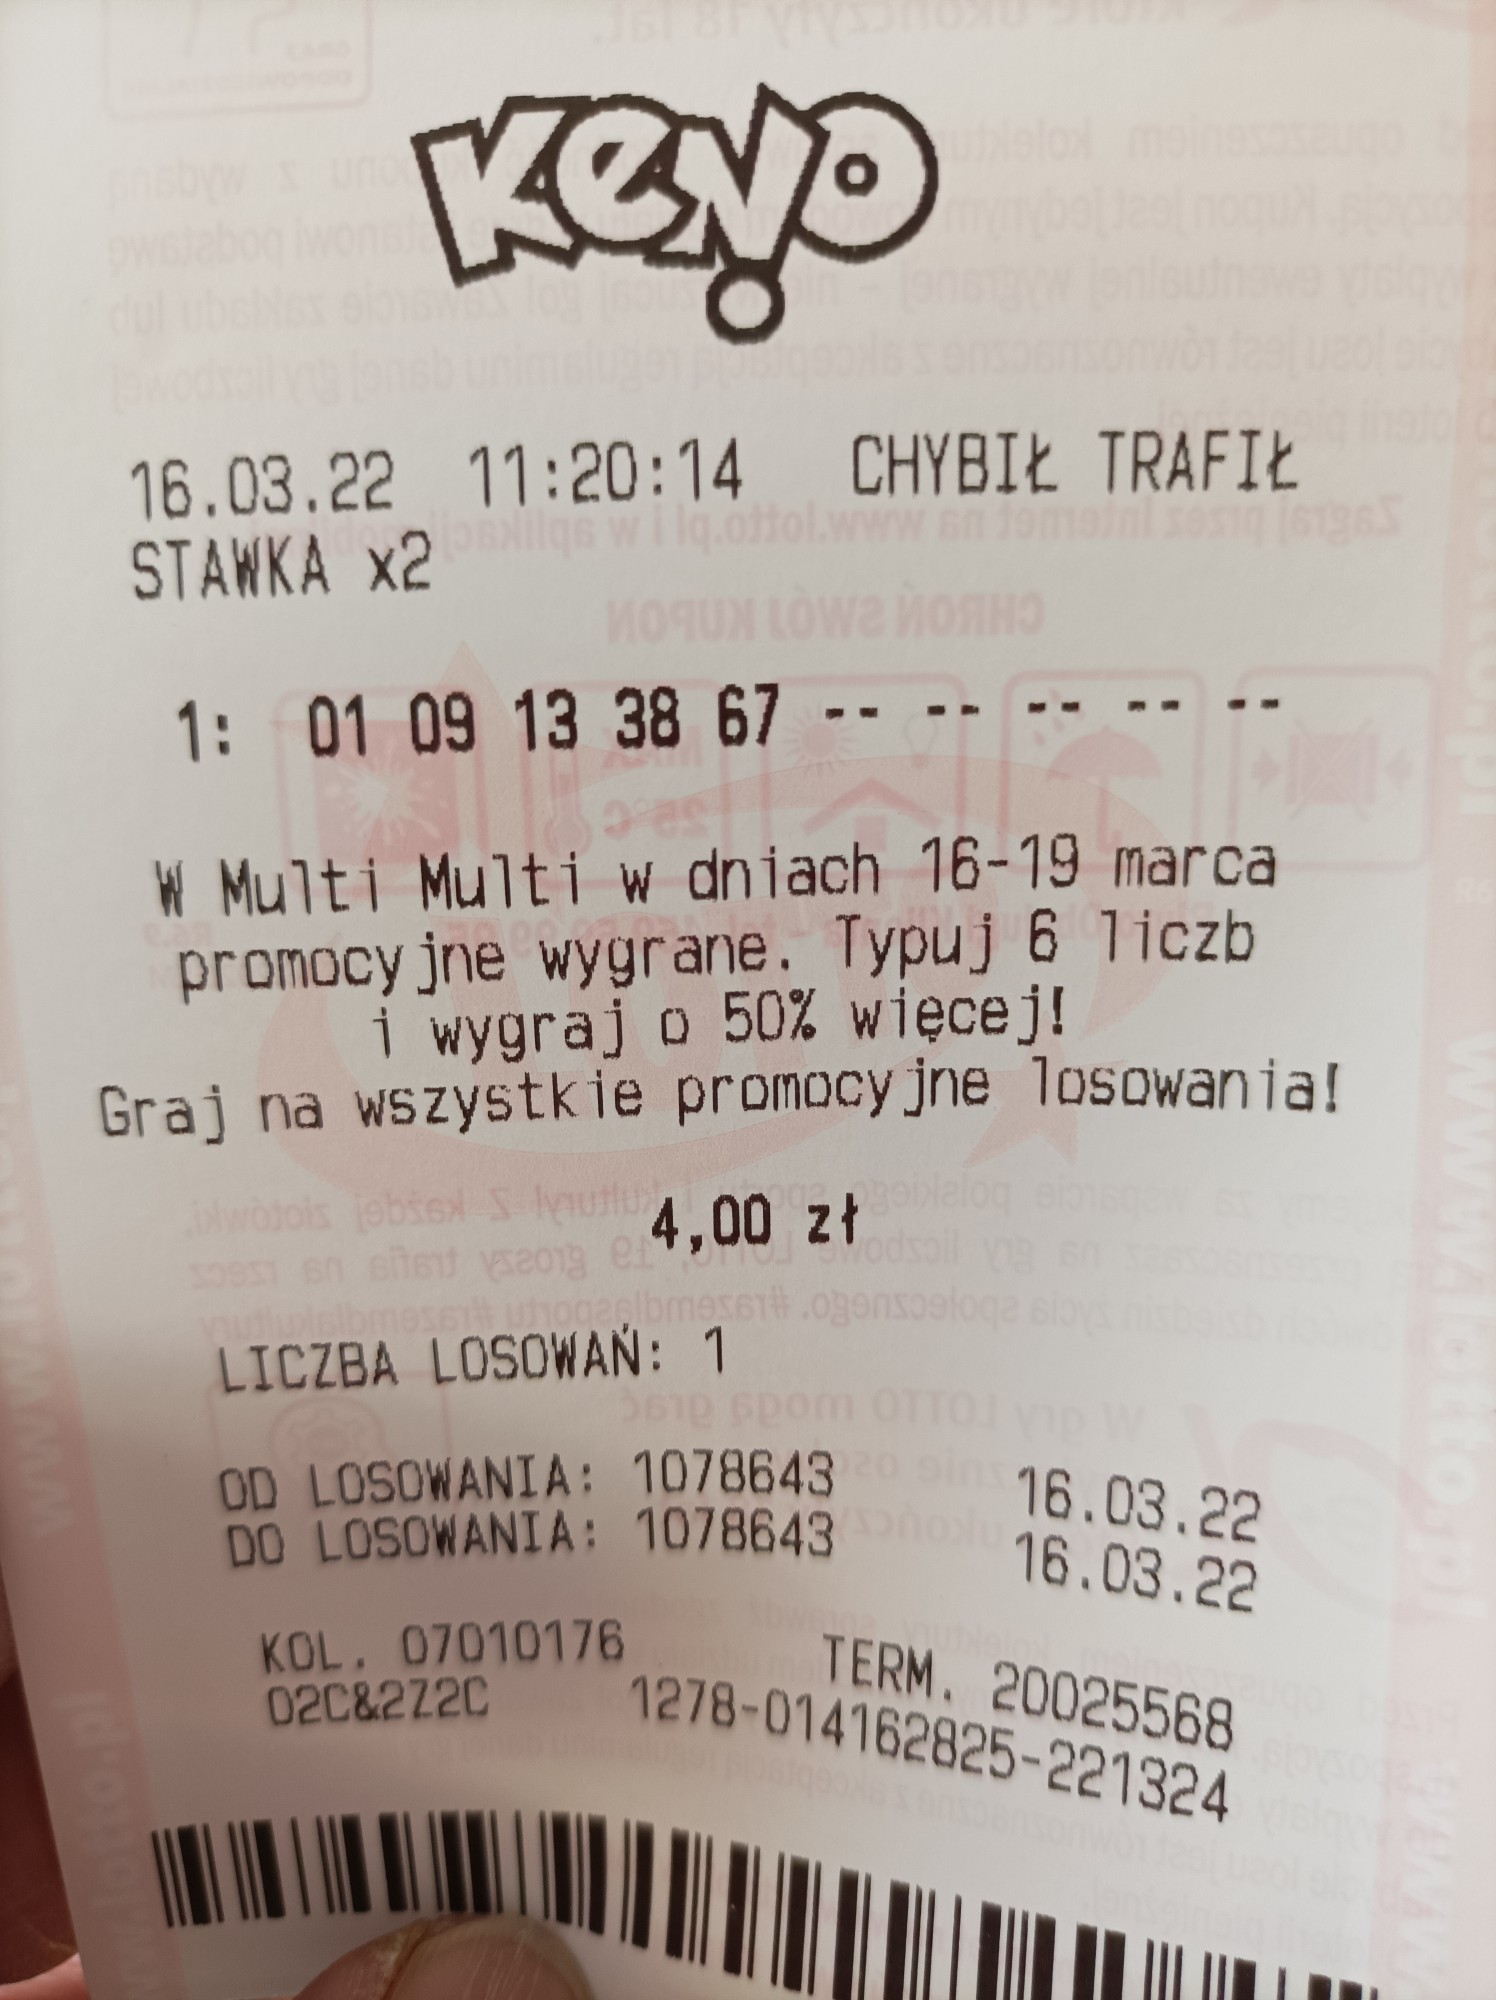 KENO
16.03.22 11:20:14 CHYBIŁ TRAFIŁ
STAWKA x2
1: 01 09 13 38 67 -- -- -- -- --
W Multi Multi w dniach 16-19 marca
promocyjne wygrane. Typuj 6 liczb
i wygraj o 50% więcej!
Graj na wszystkie promocyjne losowania!
4,00 zł
LICZBA LOSOWAŃ: 1
OD LOSOWANIA: 1078643 16.03.22
DO LOSOWANIA: 1078643 16.03.22
KOL. 07010176 TERM. 20025568
02C&2Z2C 1278-014162825-221324